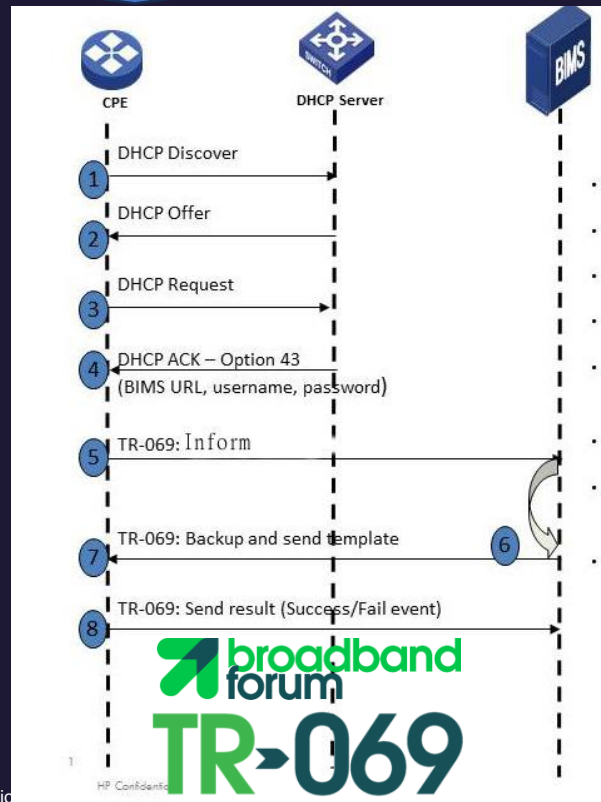 SWITCH
BIMS
CPE
DHCP Server
DHCP Discover
1
DHCP Offer
2
DHCP Request
3
DHCP ACK – Option 43
4
(BIMS URL, username, password)
TR-069: Inform
5
6
TR-069: Backup and send template
7
TR-069: Send result (Success/Fail event)
8
broadband
forum
TR-069
1
HP